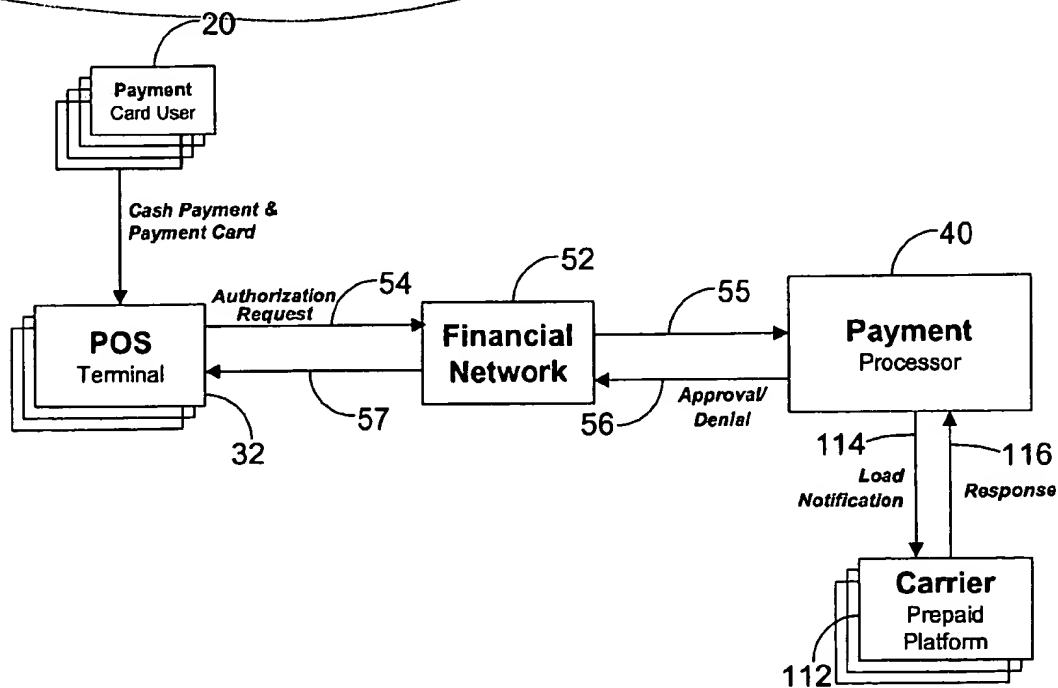 20
Payment
Card User
Cash Payment &
Payment Card
40
52
54
55
Authorization
Request
POS
Terminal
Financial
Network
Payment
Processor
57
56
Approval/
Denial
32
114
116
Load
Notification
Response
Carrier
Prepaid
Platform
112